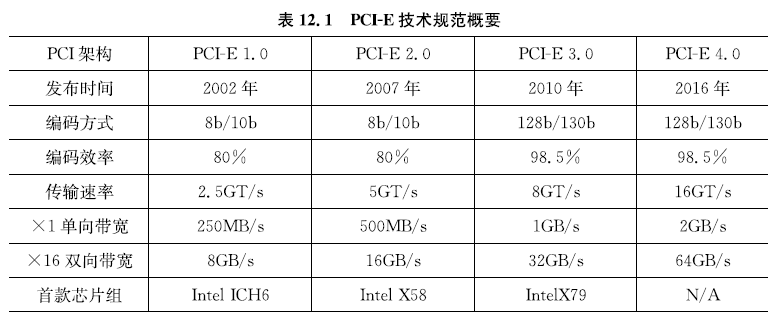 表 12.1 PCI-E 技术规范概要
PCI 架构 PCI-E 1.0 PCI-E 2.0 PCI-E 3.0 PCI-E 4.0
发布时间 2002 年 2007 年 2010 年 2016 年
编码方式 8b/10b 8b/10b 128b/130b 128b/130b
编码效率 80% 80% 98.5% 98.5%
传输速率 2.5GT/s 5GT/s 8GT/s 16GT/s
×1 单向带宽 250MB/s 500MB/s 1GB/s 2GB/s
×16 双向带宽 8GB/s 16GB/s 32GB/s 64GB/s
首款芯片组 Intel ICH6 Intel X58 IntelX79 N/A